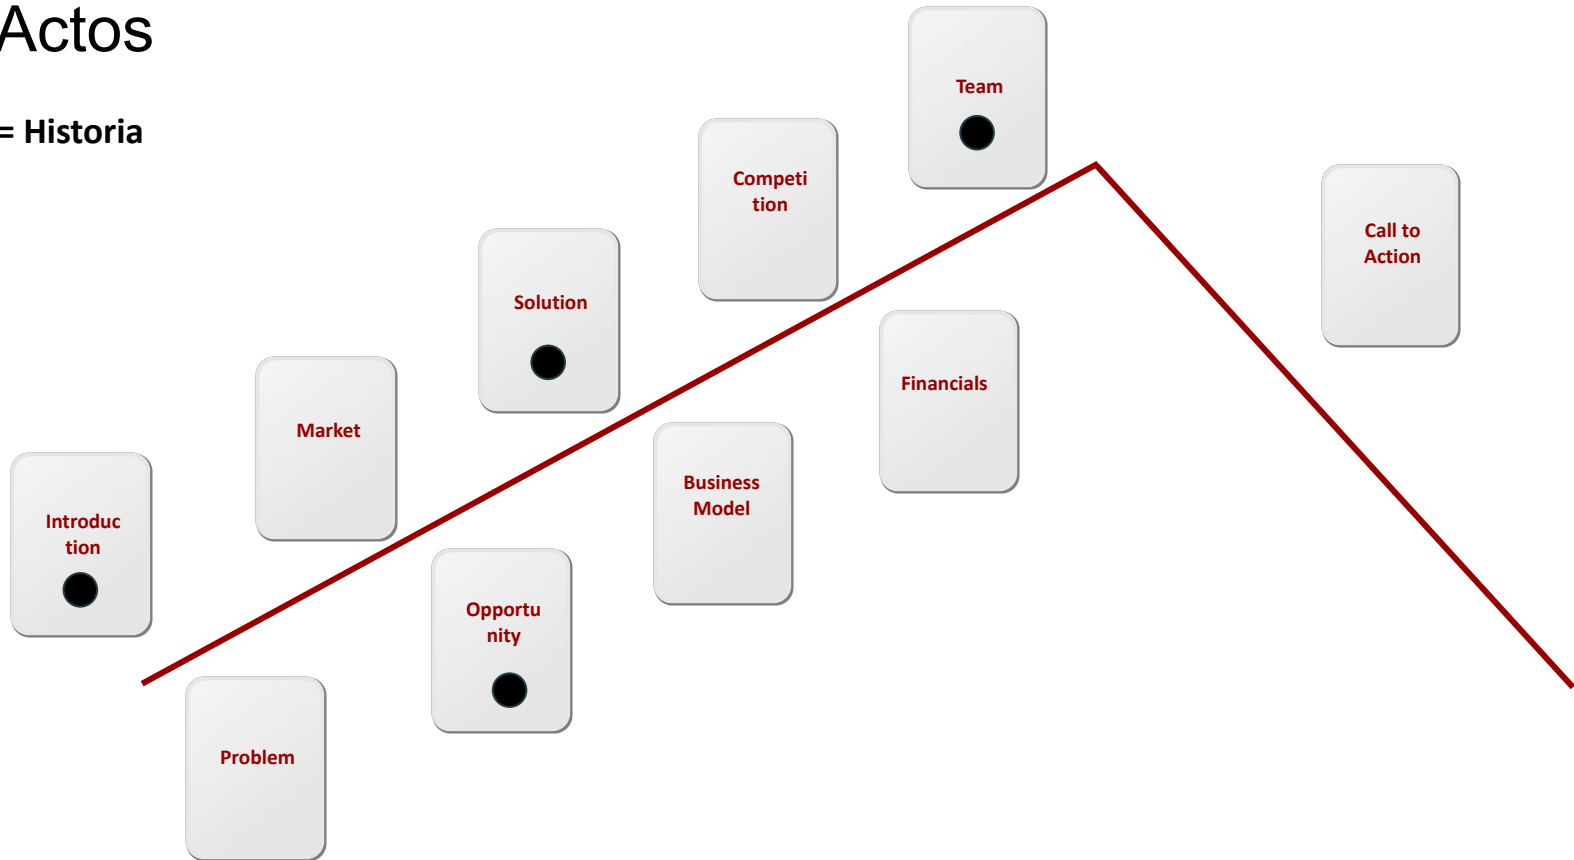 Actos
= Historia
Team
Competi
tion
Call to
Action
Solution
Financials
Market
Business
Model
Introduc
tion
Opportu
nity
Problem